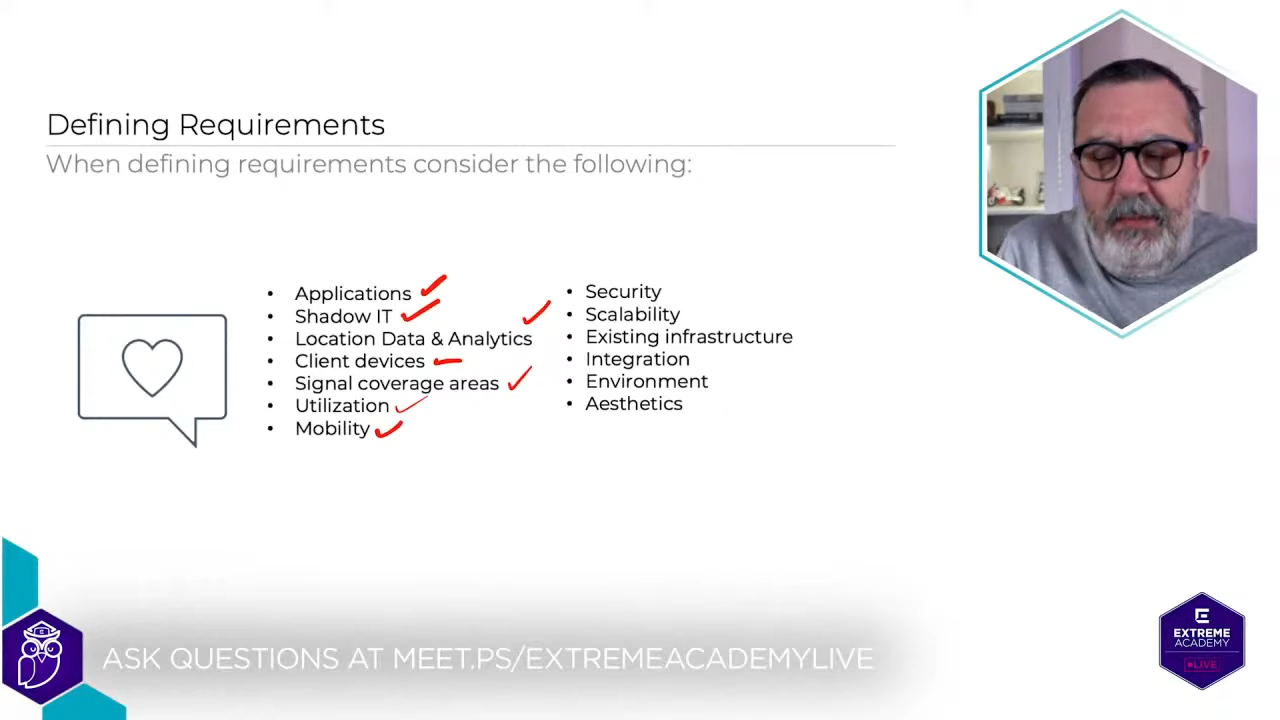 Defining Requirements
When defining requirements consider the following:
• Applications
• Shadow IT
• Location Data & Analytics
• Client devices
• Signal coverage areas
• Utilization
• Mobility
• Security
• Scalability
• Existing infrastructure
• Integration
• Environment
• Aesthetics
ASK QUESTIONS AT MEET.PS/EXTREMEACADEMYLIVE
E
EXTREME
ACADEMY
LIVE